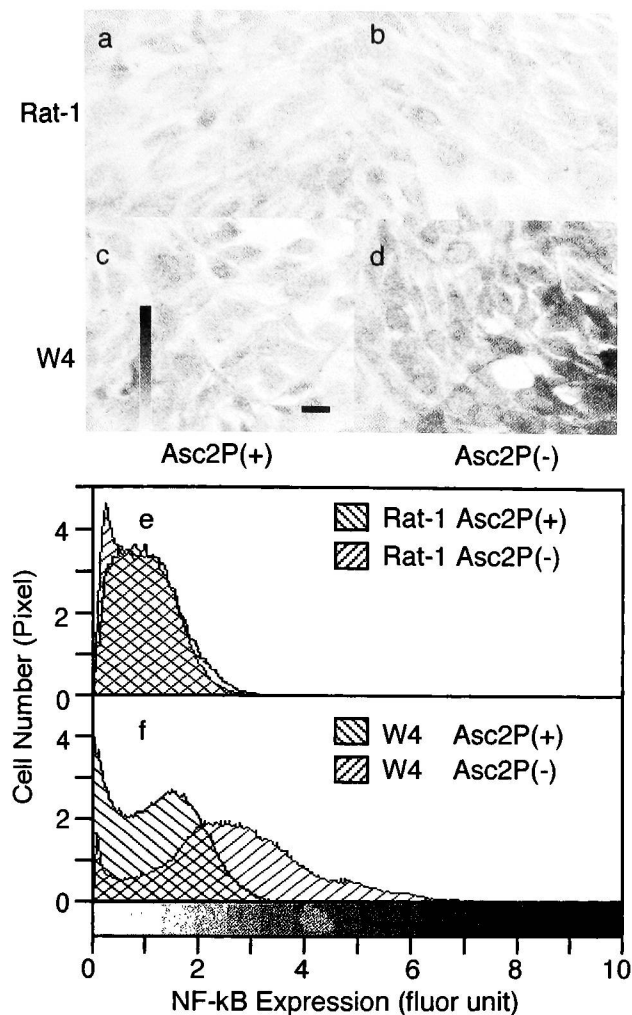 a b
Rat-1
c d
W4
Asc2P(+) Asc2P(-)
e
Rat-1 Asc2P(+)
Rat-1 Asc2P(-)
4
2
0
Cell Number (Pixel)
f
W4 Asc2P(+)
W4 Asc2P(-)
4
2
0
0 2 4 6 8 10
NF-kB Expression (fluor unit)